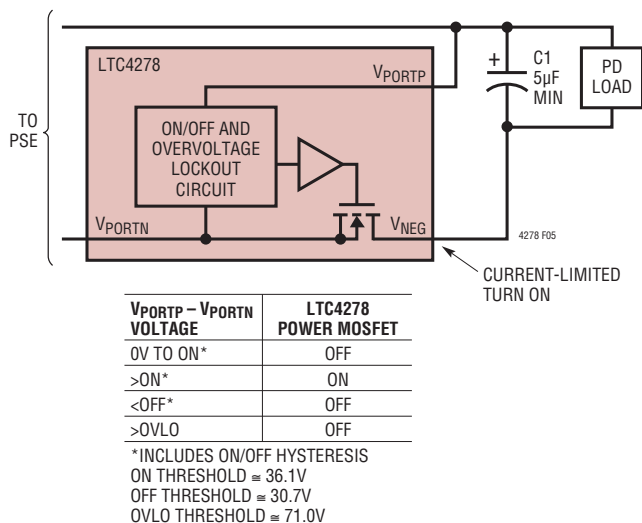 LTC4278
TO
PSE
VPORTP
ON/OFF AND
OVERVOLTAGE
LOCKOUT
CIRCUIT
VPORTN
VNEG
+
C1
5μF
MIN
PD
LOAD
4278 F05
CURRENT-LIMITED
TURN ON
VPORTP – VPORTN
VOLTAGE
LTC4278
POWER MOSFET
0V TO ON*
OFF
>ON*
ON
<OFF*
OFF
>OVLO
OFF
*INCLUDES ON/OFF HYSTERESIS
ON THRESHOLD ≅ 36.1V
OFF THRESHOLD ≅ 30.7V
OVLO THRESHOLD ≅ 71.0V